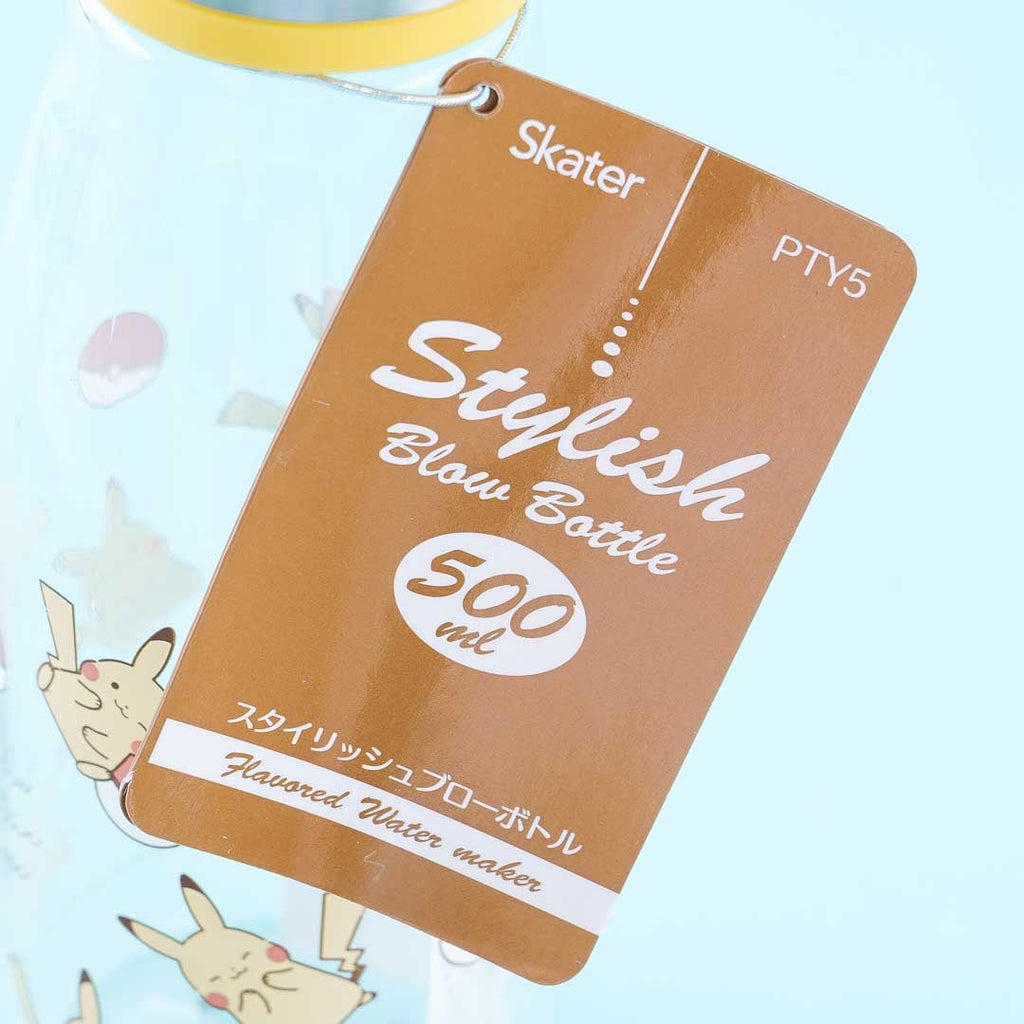 Skater
PTY5
Stylish
Blow Bottle
500
ml
スタイリッシュブローボトル
Flavored Water maker